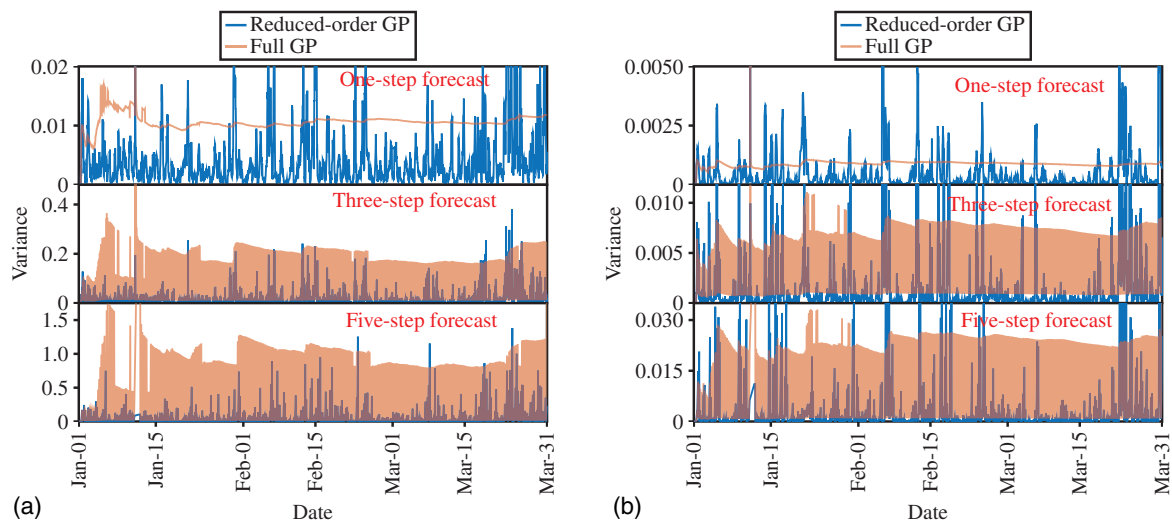 Reduced-order GP
Full GP
Variance
0.02
0.01
0
One-step forecast
0.4
0.2
0
Three-step forecast
1.5
1.0
0.5
0
Five-step forecast
Jan-01
Jan-15
Feb-01
Feb-15
Mar-01
Mar-15
Mar-31
Date
(a)
Reduced-order GP
Full GP
Variance
0.0050
0.0025
0
One-step forecast
0.010
0.005
0
Three-step forecast
0.030
0.015
0
Five-step forecast
Jan-01
Jan-15
Feb-01
Feb-15
Mar-01
Mar-15
Mar-31
Date
(b)